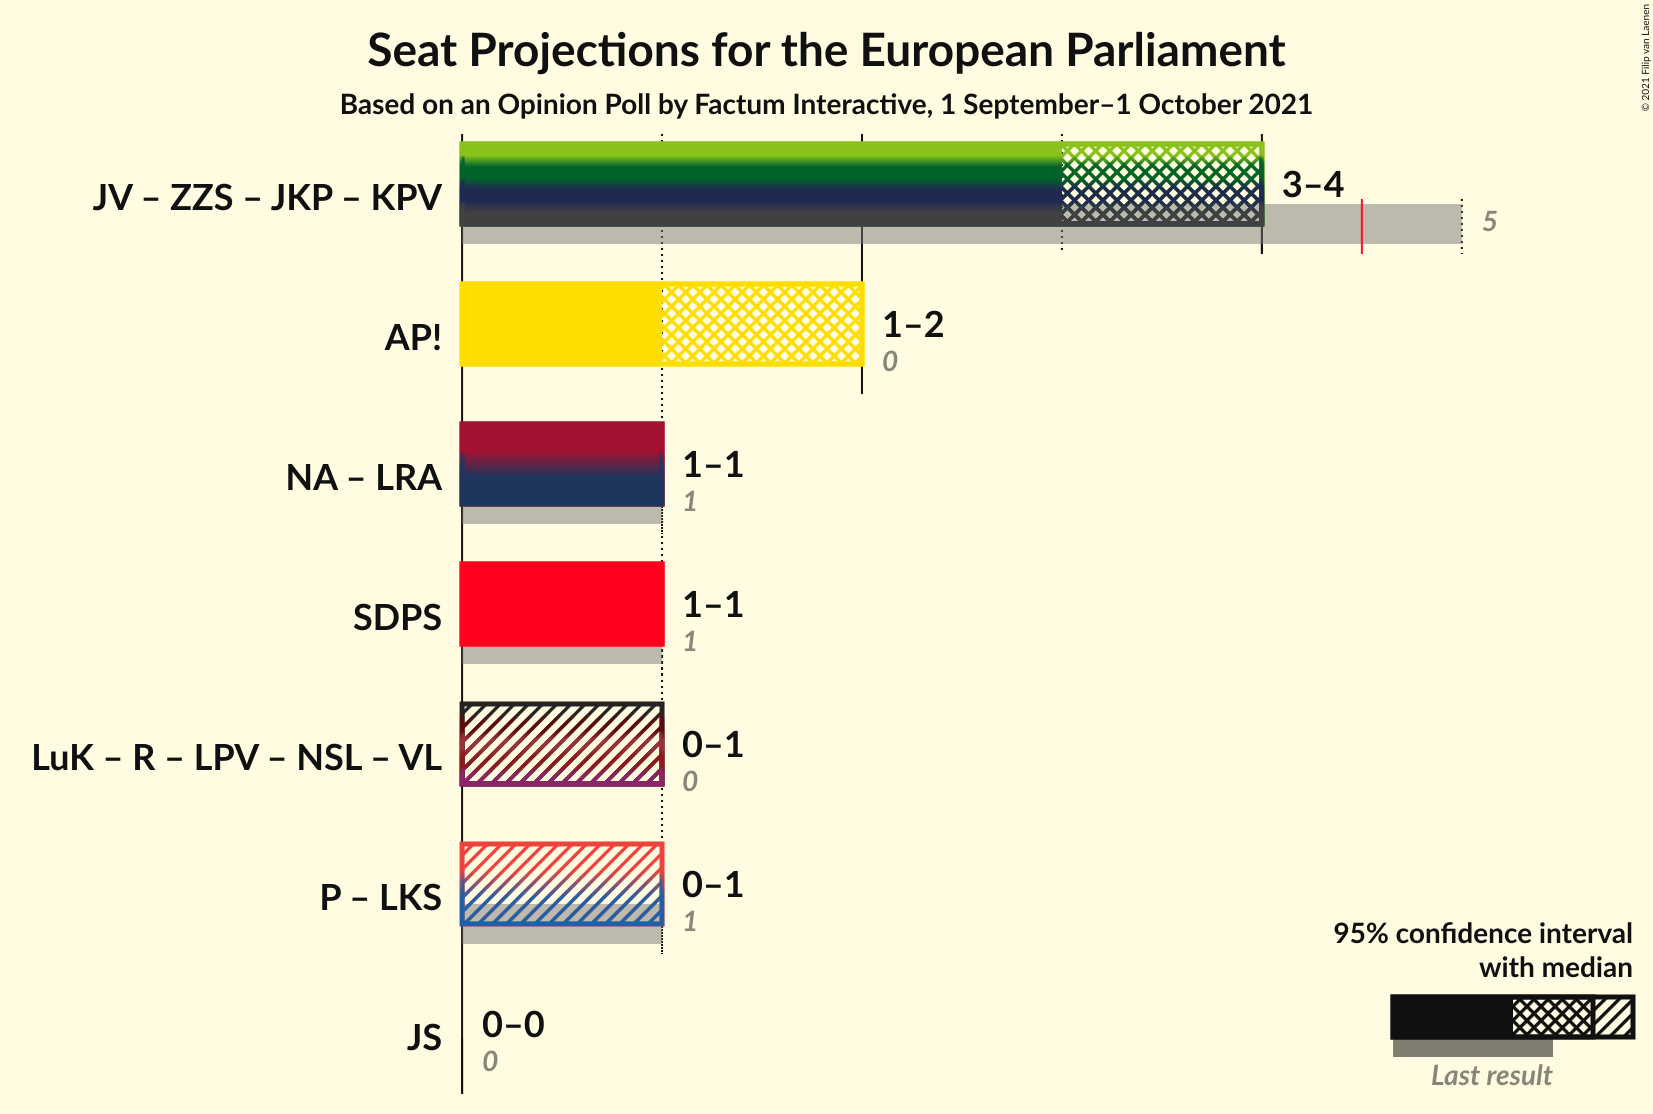 Seat Projections for the European Parliament
Based on an Opinion Poll by Factum Interactive, 1 September–1 October 2021
© 2021 Filip van Laenen
JV – ZZS – JKP – KPV
3–4
5
AP!
1–2
0
NA – LRA
1–1
1
SDPS
1–1
1
LuK – R – LPV – NSL – VL
0–1
0
P – LKS
0–1
1
JS
0–0
0
95% confidence interval
with median
Last result